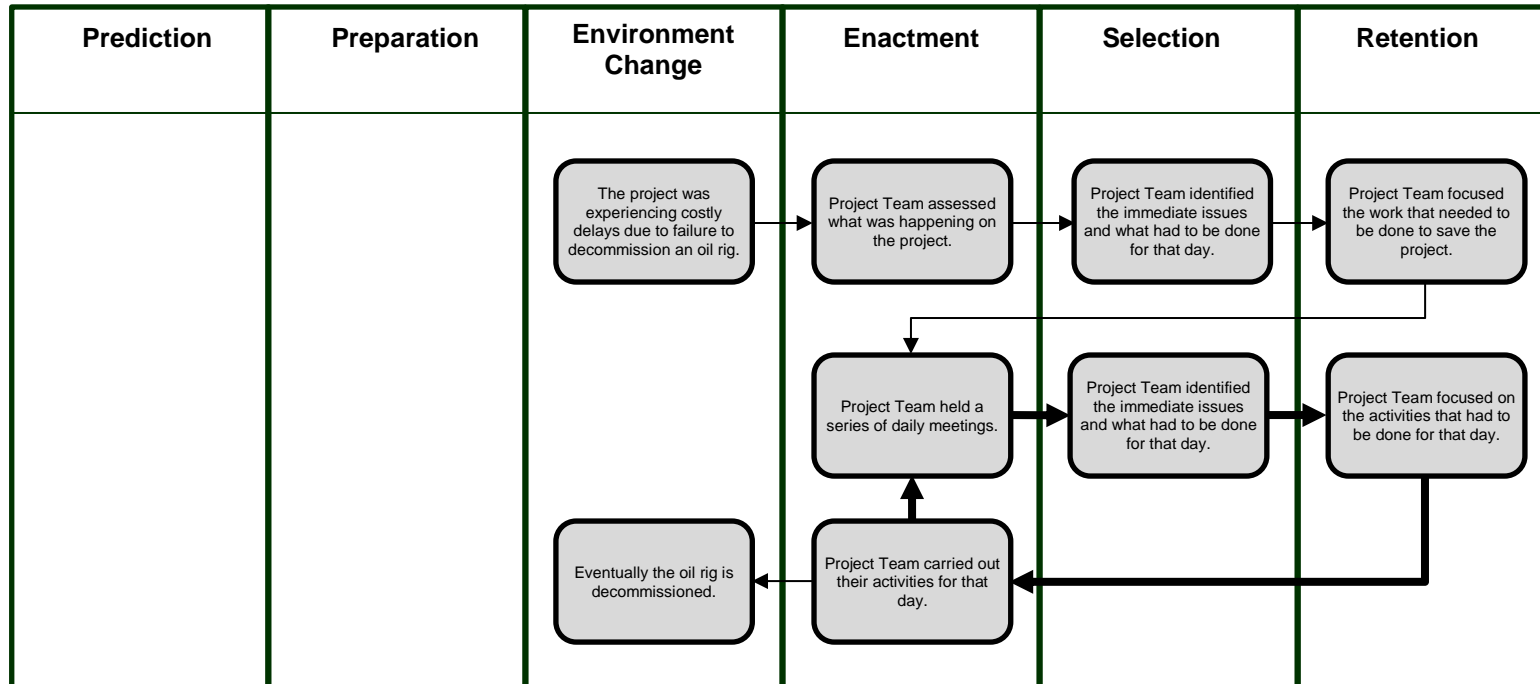 Prediction
Preparation
Environment
Change
Enactment
Selection
Retention
The project was
experiencing costly
delays due to failure to
decommission an oil rig.
Project Team assessed
what was happening on
the project.
Project Team identified
the immediate issues
and what had to be done
for that day.
Project Team focused
the work that needed to
be done to save the
project.
Project Team held a
series of daily meetings.
Project Team identified
the immediate issues
and what had to be done
for that day.
Project Team focused on
the activities that had to
be done for that day.
Eventually the oil rig is
decommissioned.
Project Team carried out
their activities for that
day.